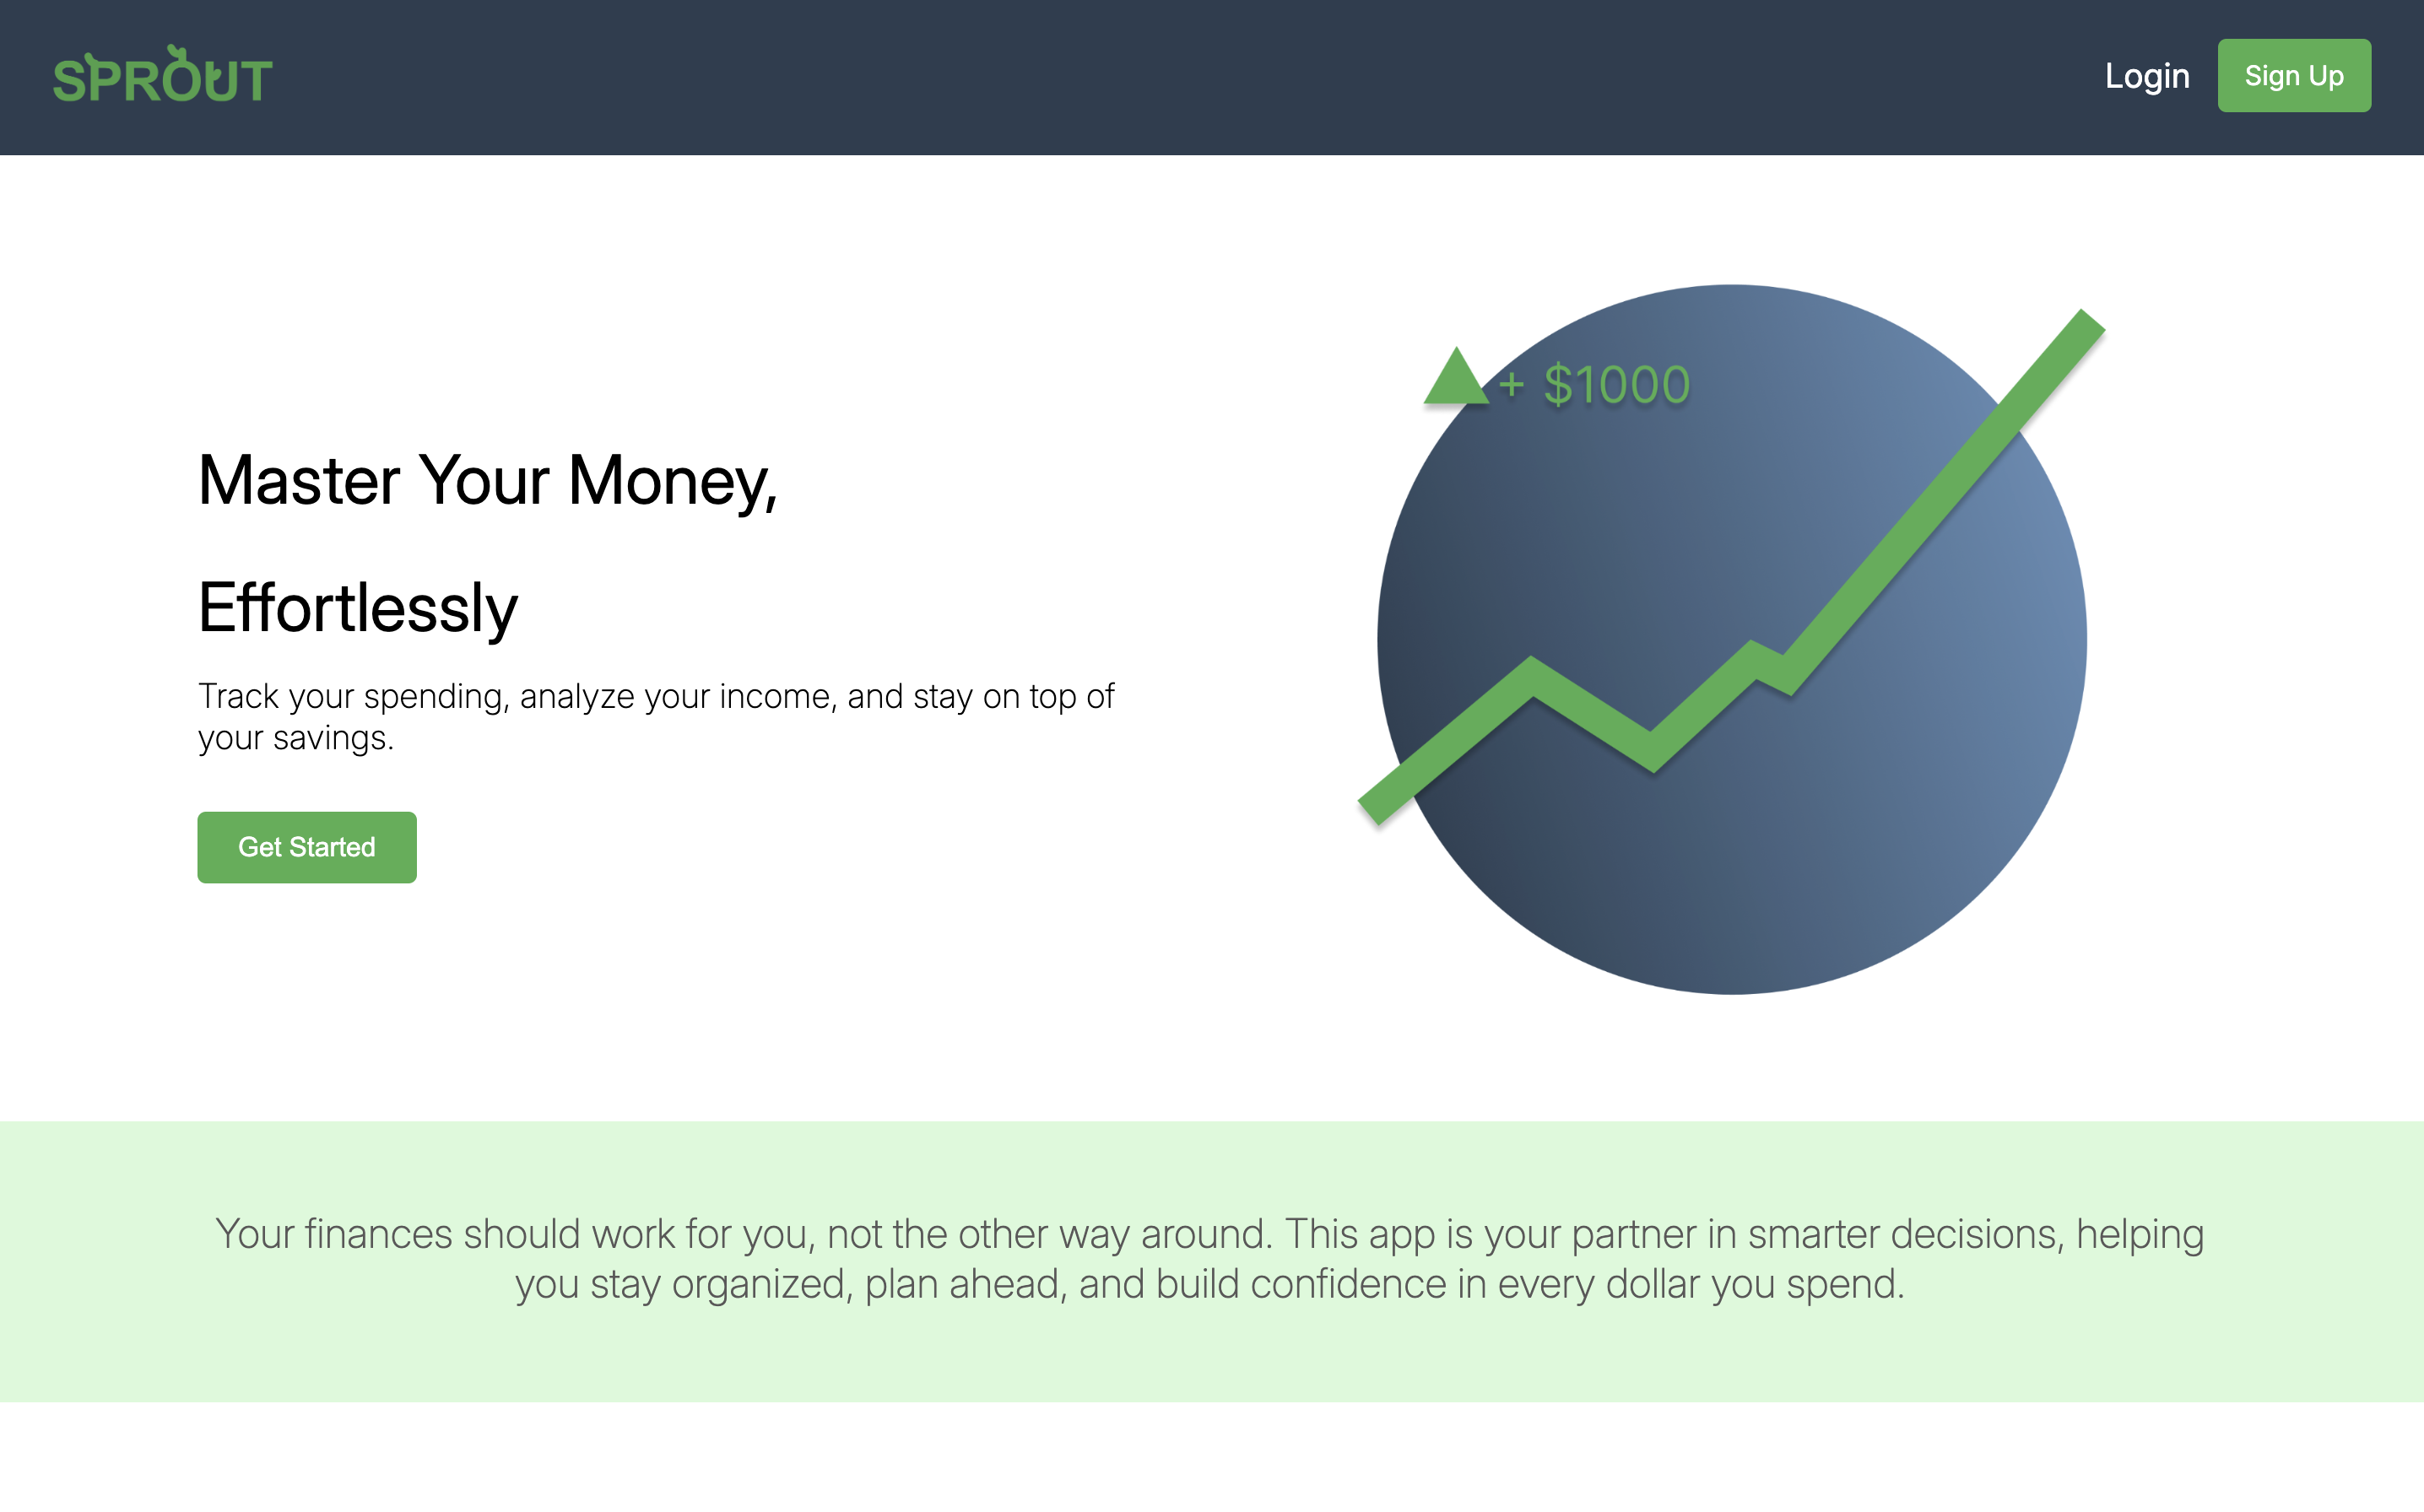 SPROUT
Login
Sign Up
+ $1000
Master Your Money,
Effortlessly
Track your spending, analyze your income, and stay on top of
your savings.
Get Started
Your finances should work for you, not the other way around. This app is your partner in smarter decisions, helping
you stay organized, plan ahead, and build confidence in every dollar you spend.